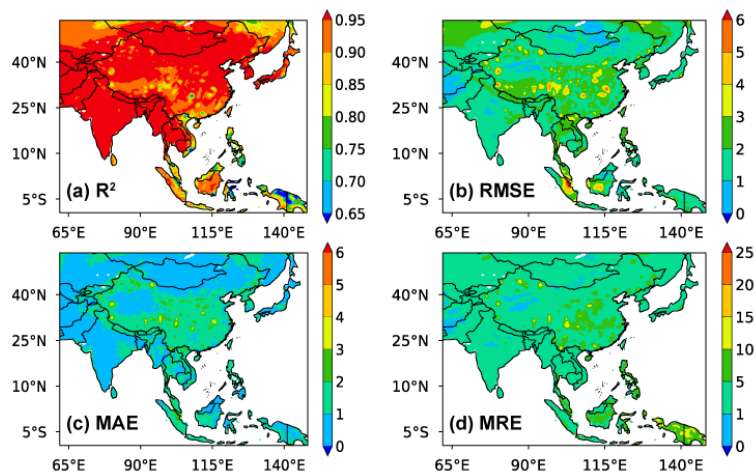 0.95
0.90
0.85
0.80
0.75
0.70
0.65
40°N
25°N
10°N
5°S
(a) R²
65°E 90°E 115°E 140°E
6
5
4
3
2
1
0
40°N
25°N
10°N
5°S
(b) RMSE
65°E 90°E 115°E 140°E
6
5
4
3
2
1
0
40°N
25°N
10°N
5°S
(c) MAE
65°E 90°E 115°E 140°E
25
20
15
10
5
1
0
40°N
25°N
10°N
5°S
(d) MRE
65°E 90°E 115°E 140°E